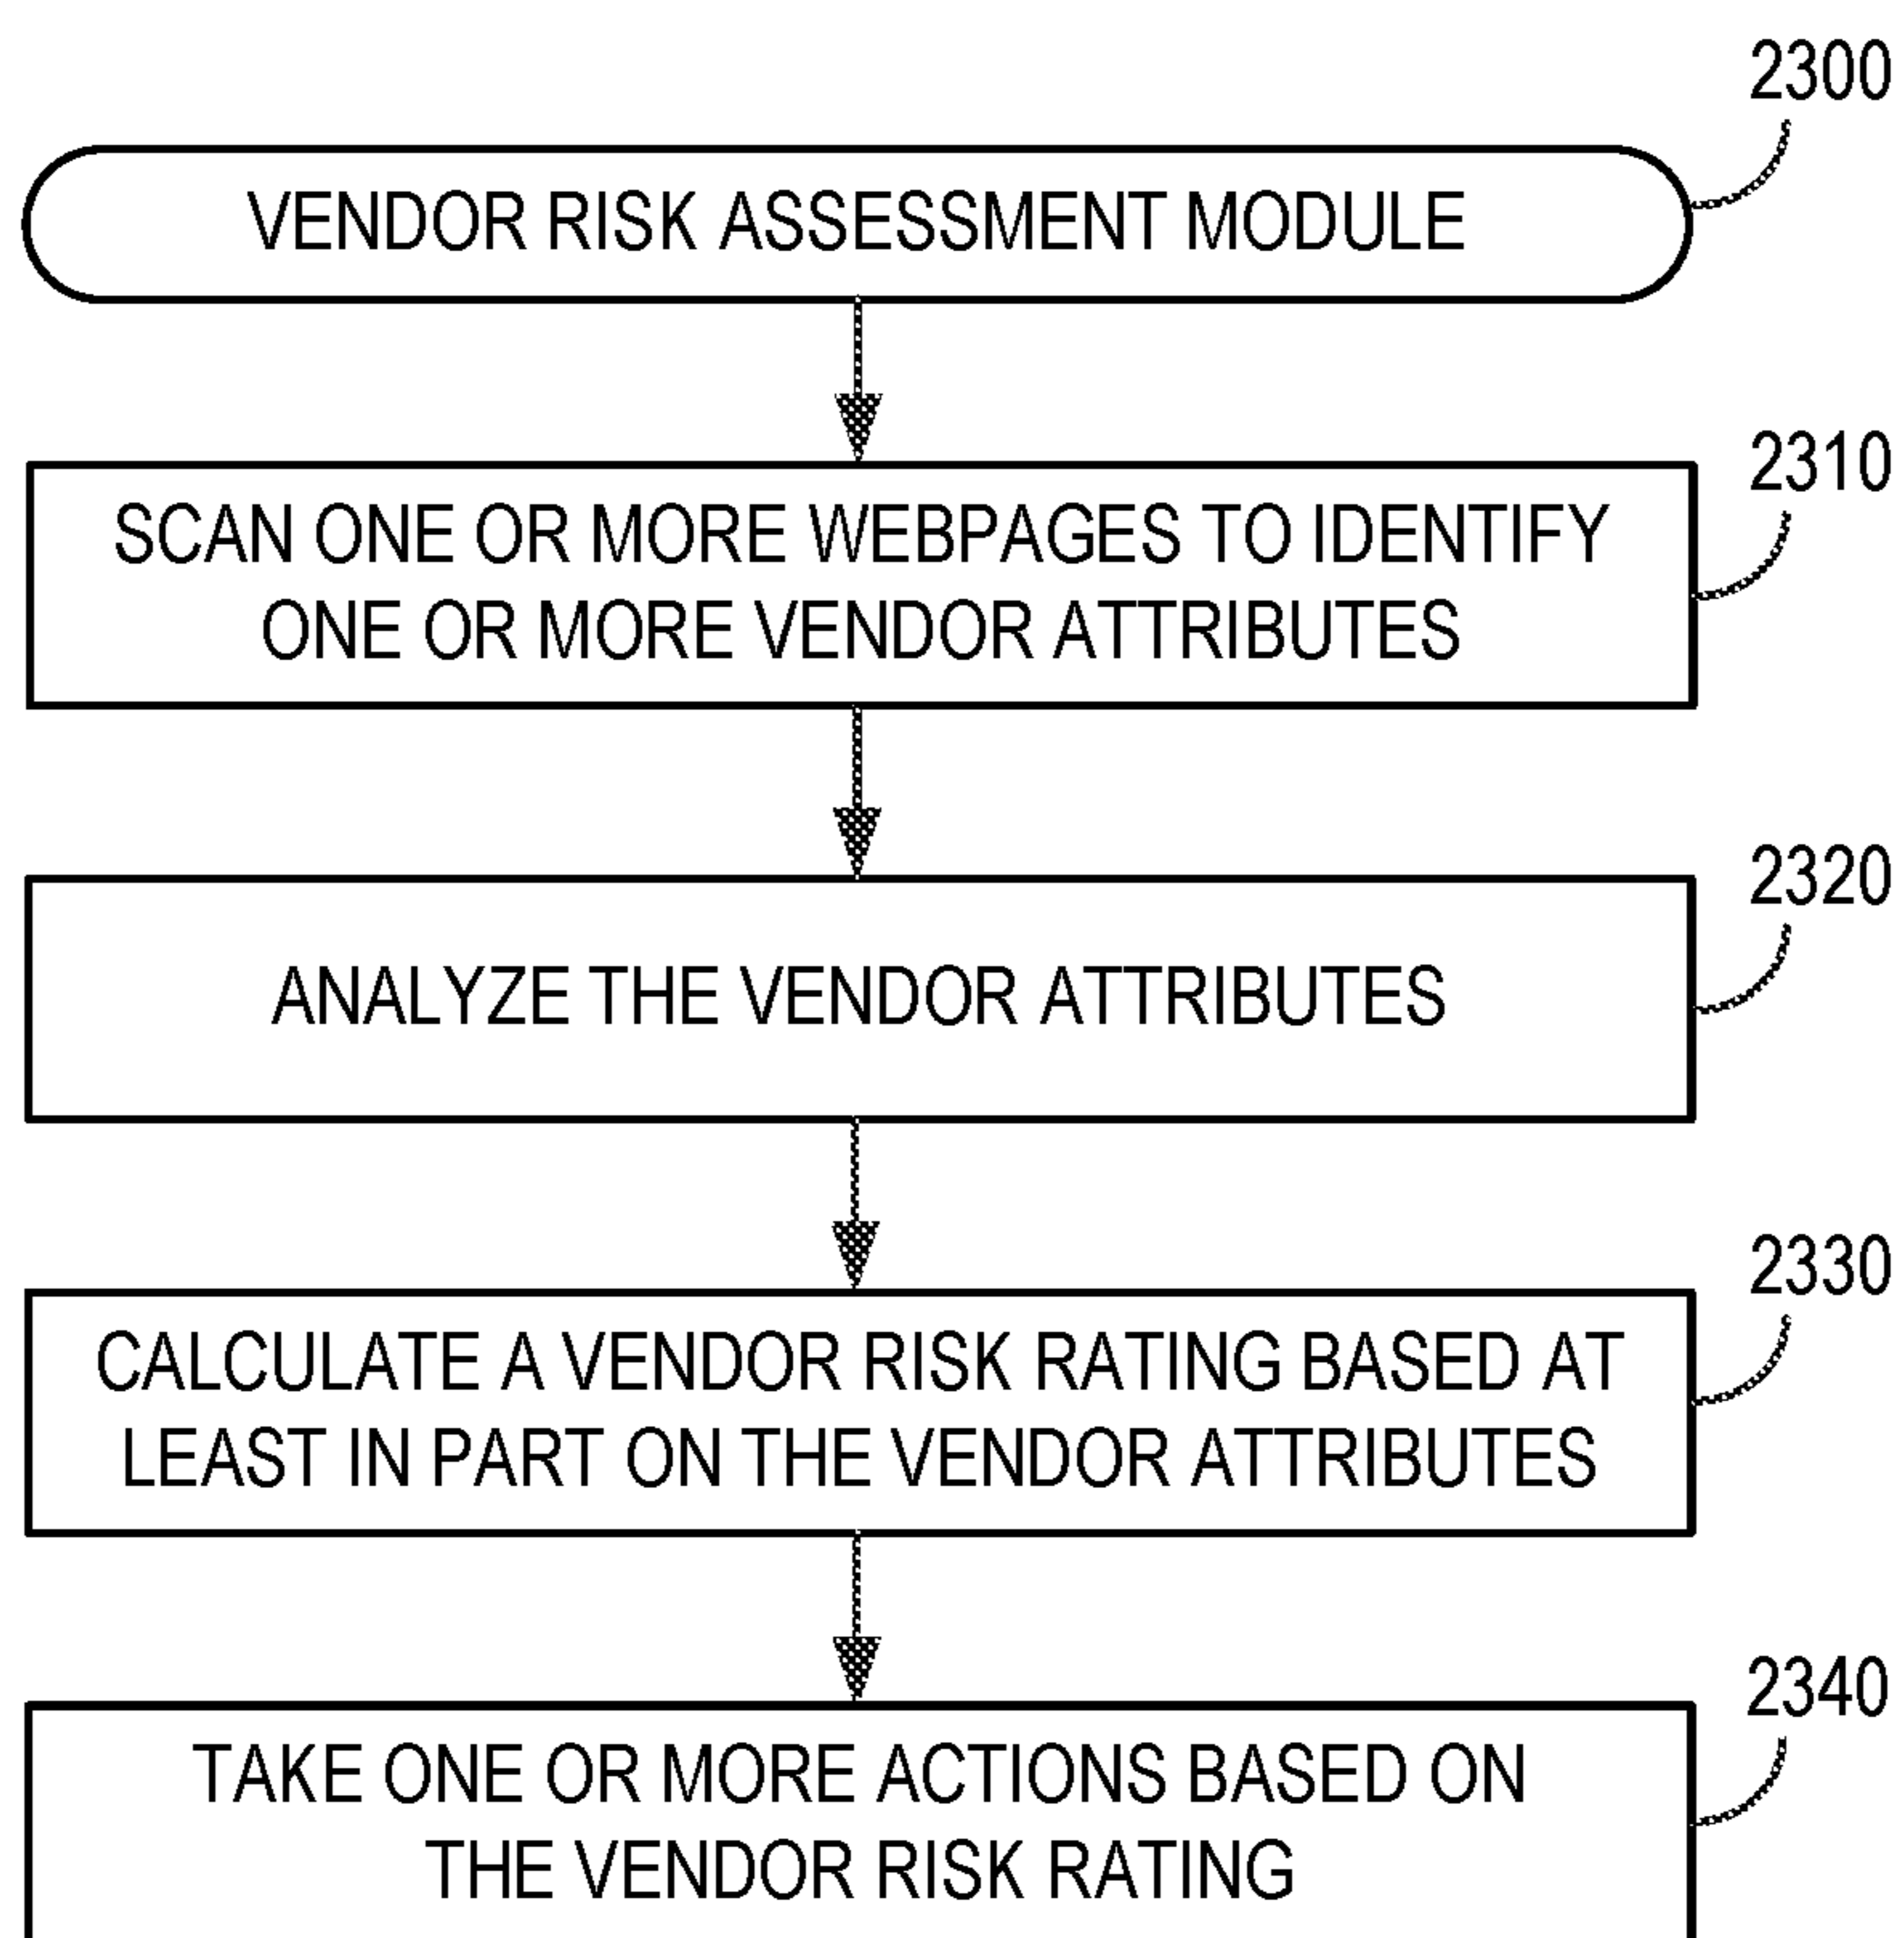 2300
VENDOR RISK ASSESSMENT MODULE
2310
SCAN ONE OR MORE WEBPAGES TO IDENTIFY
ONE OR MORE VENDOR ATTRIBUTES
2320
ANALYZE THE VENDOR ATTRIBUTES
2330
CALCULATE A VENDOR RISK RATING BASED AT
LEAST IN PART ON THE VENDOR ATTRIBUTES
2340
TAKE ONE OR MORE ACTIONS BASED ON
THE VENDOR RISK RATING